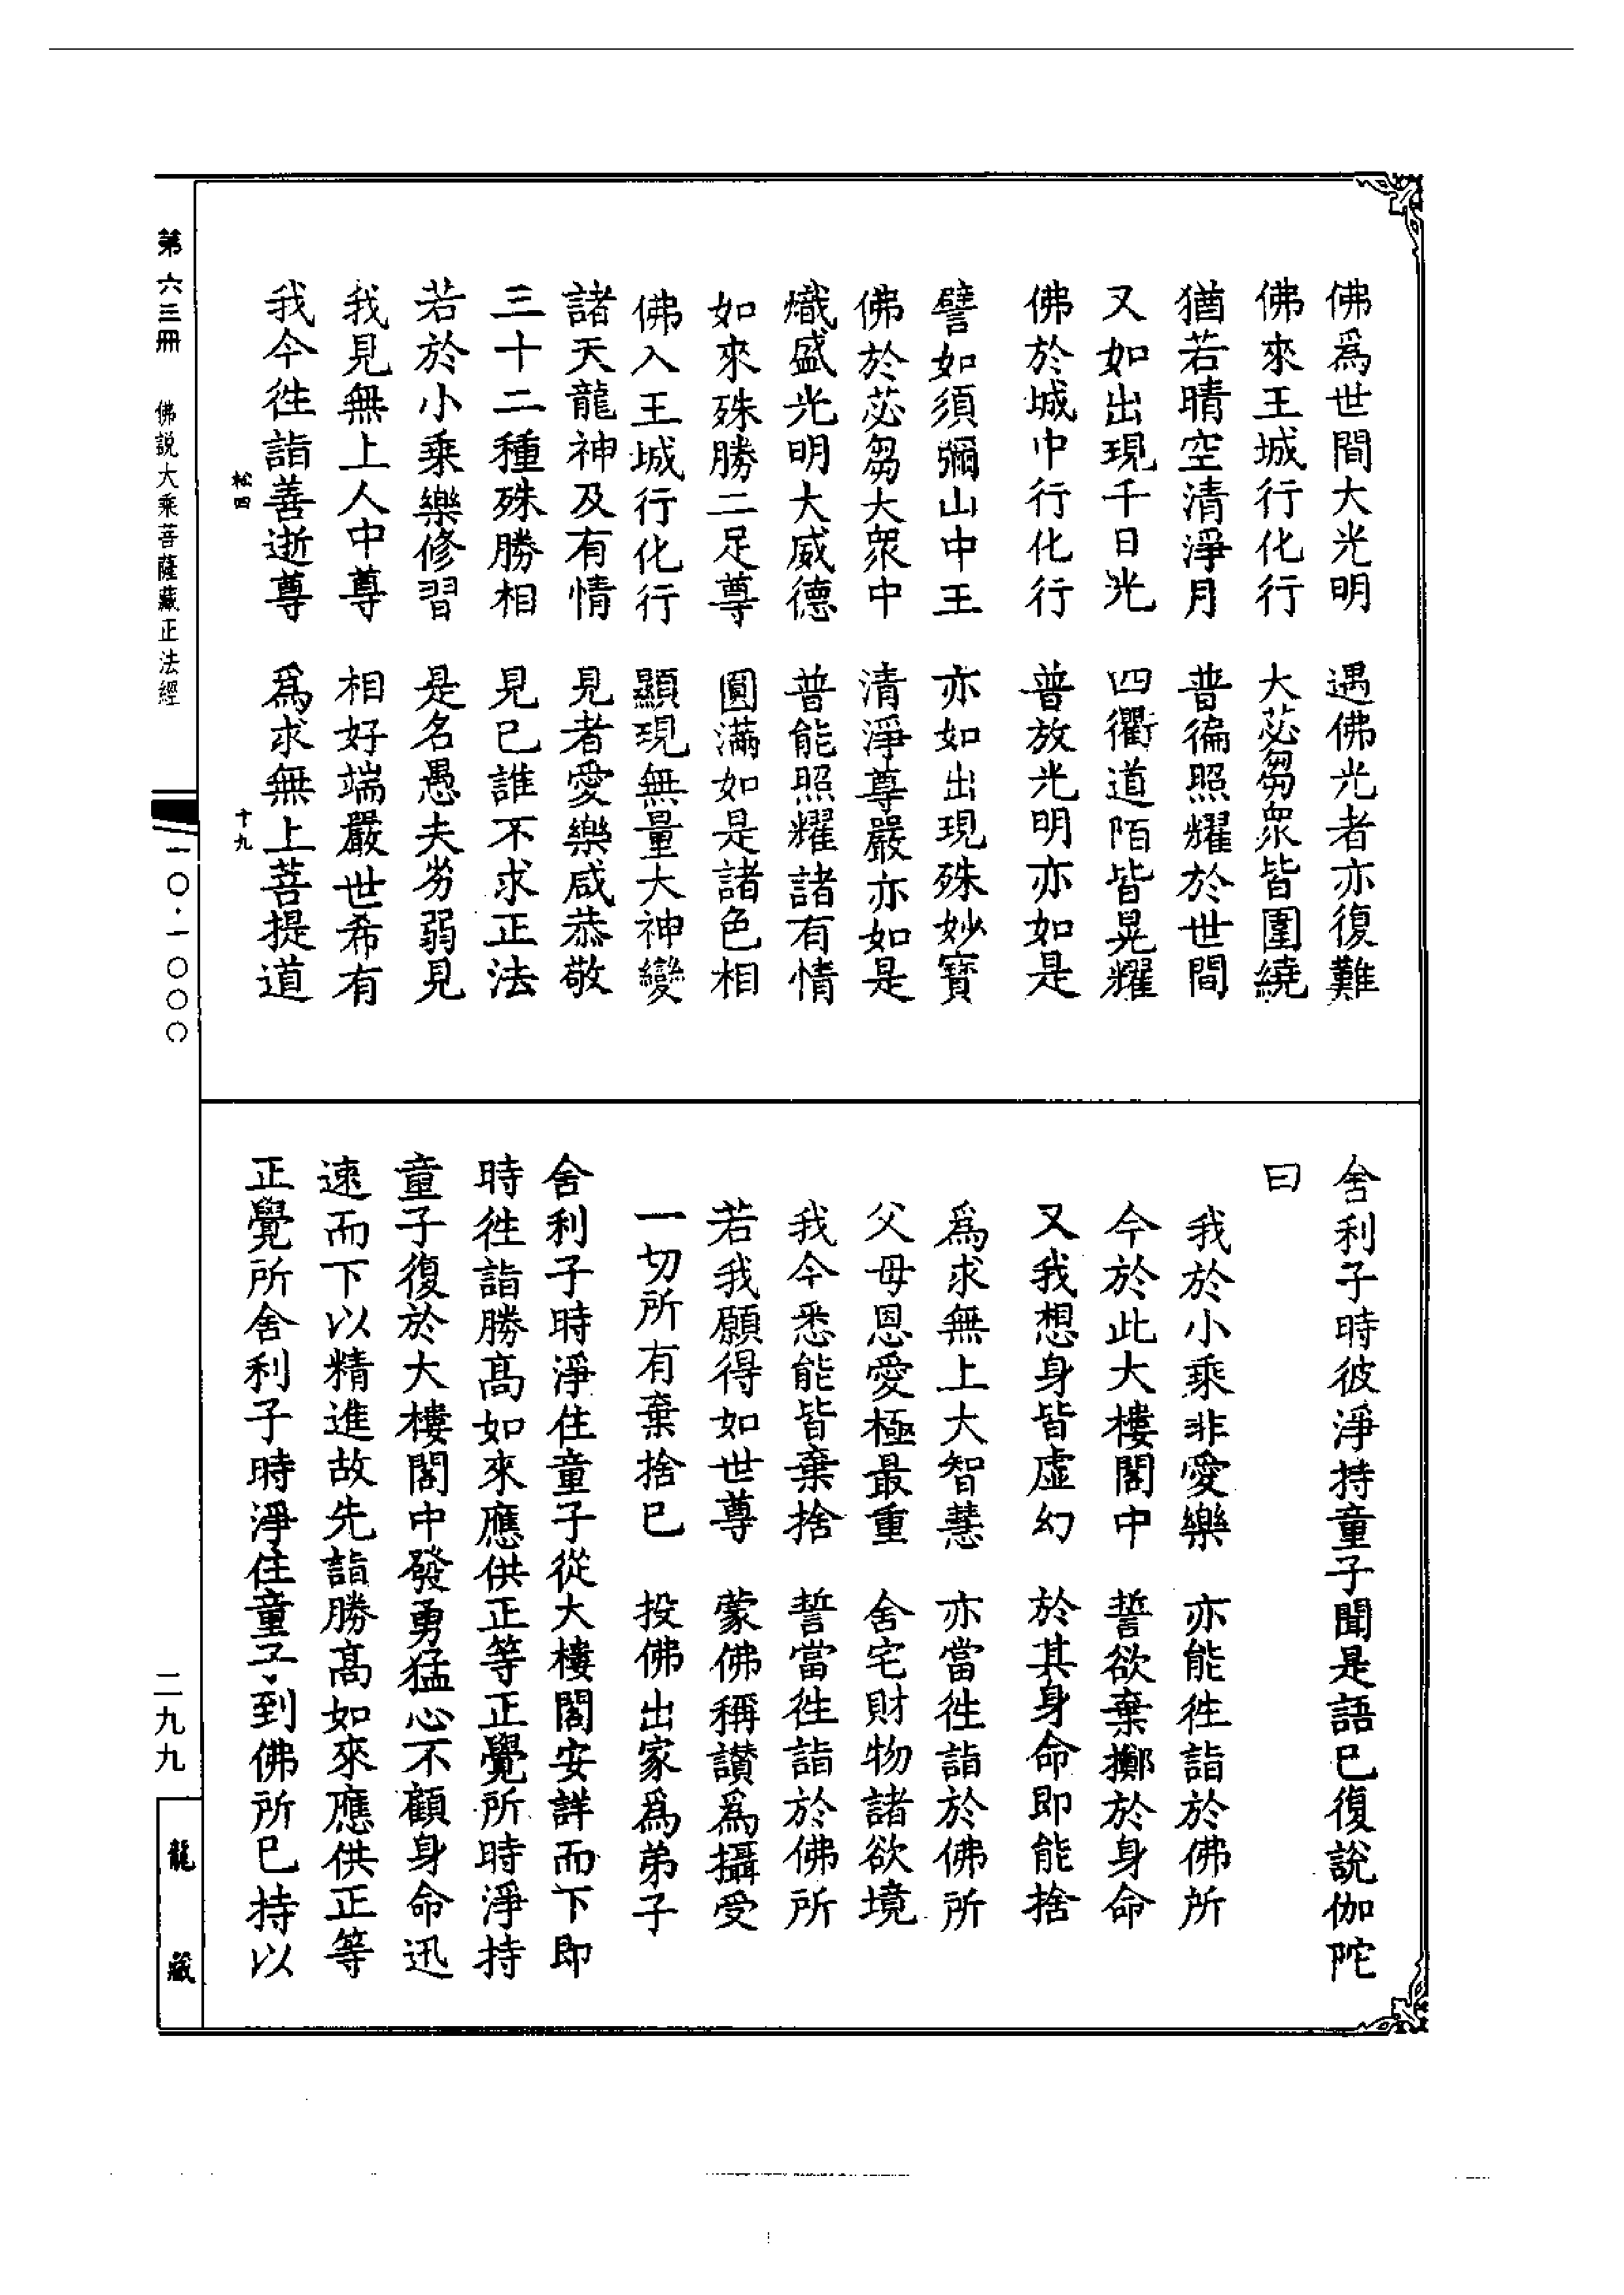 佛爲世間大光明　遇佛光者亦復難
佛來王城行化行　大苾芻衆皆圍繞
猶若晴空清淨月　普徧照耀於世間
又如出現千日光　四衢道陌皆晃耀
佛於城中行化行　普放光明亦如是
譬如須彌山中王　亦如出現殊妙寶
佛於苾芻大衆中　清淨尊嚴亦如是
熾盛光明大威德　普能照耀諸有情
如來殊勝二足尊　圓滿如是諸色相
佛入王城行化行　顯現無量大神變
諸天龍神及有情　見者愛樂咸恭敬
三十二種殊勝相　見已誰不求正法
若於小乘樂修習　是名愚夫劣弱見
我見無上人中尊　相好端嚴世希有
我今徃詣善逝尊　爲求無上菩提道
松四　十九
舍利子時彼淨持童子聞是語已復說伽陀
曰
我於小乘非愛樂　亦能徃詣於佛所
今於此大樓閣中　誓欲棄擲於身命
又我想身皆虛幻　於其身命即能捨
爲求無上大智慧　亦當徃詣於佛所
父母恩愛極最重　舍宅財物諸欲境
我今悉能皆棄捨　誓當徃詣於佛所
若我願得如世尊　蒙佛稱讃爲攝受
一切所有棄捨已　投佛出家爲弟子
舍利子時淨住童子從大樓閣安詳而下即
時徃詣勝高如來應供正等正覺所時淨持
童子復於大樓閣中發勇猛心不顧身命迅
速而下以精進故先詣勝高如來應供正等
正覺所舍利子時淨住童子到佛所已持以
第六三冊　佛說大乘菩薩藏正法經
一〇·一〇〇〇
二九九
龍藏